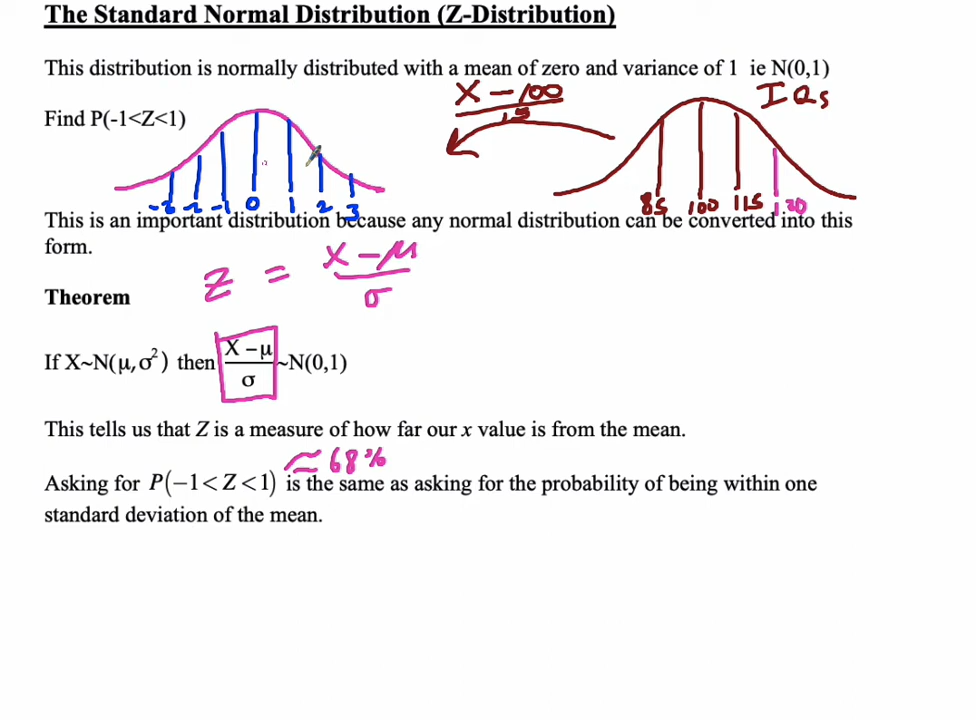 The Standard Normal Distribution (Z-Distribution)
This distribution is normally distributed with a mean of zero and variance of 1 ie N(0,1)
X - 100
15
IQs
Find P(-1<Z<1)
-2 -1 0 1 2 3
85 100 115 130
This is an important distribution because any normal distribution can be converted into this
form.
Z = X - μ
σ
Theorem
If X~N(μ,σ²) then X - μ ~N(0,1)
σ
This tells us that Z is a measure of how far our x value is from the mean.
≈ 68%
Asking for P(-1 < Z < 1) is the same as asking for the probability of being within one
standard deviation of the mean.